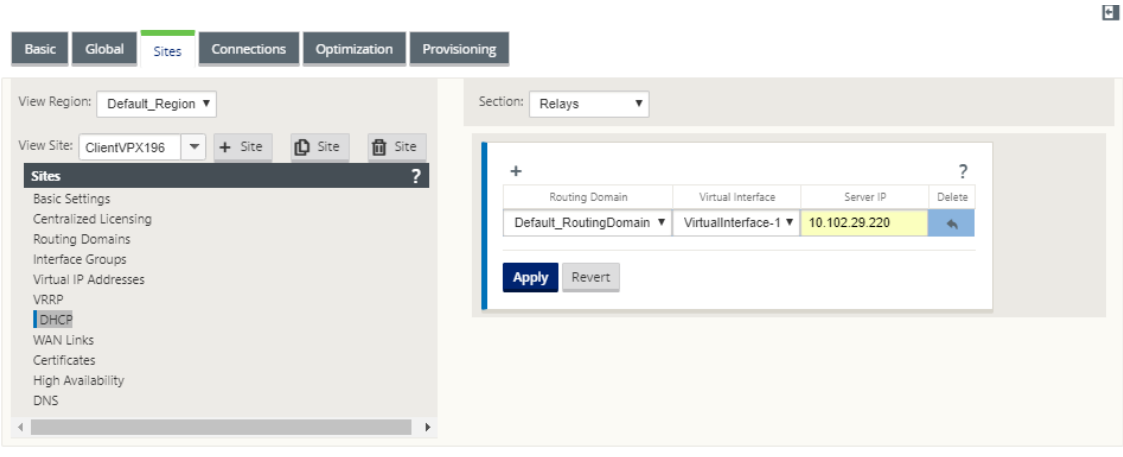 Basic Global Sites Connections Optimization Provisioning
View Region: Default_Region
Section: Relays
View Site: ClientVPX196 + Site Site Site
Sites ?
Basic Settings
Centralized Licensing
Routing Domains
Interface Groups
Virtual IP Addresses
VRRP
DHCP
WAN Links
Certificates
High Availability
DNS
+ ?
Routing Domain Virtual Interface Server IP Delete
Default_RoutingDomain VirtualInterface-1 10.102.29.220
Apply Revert